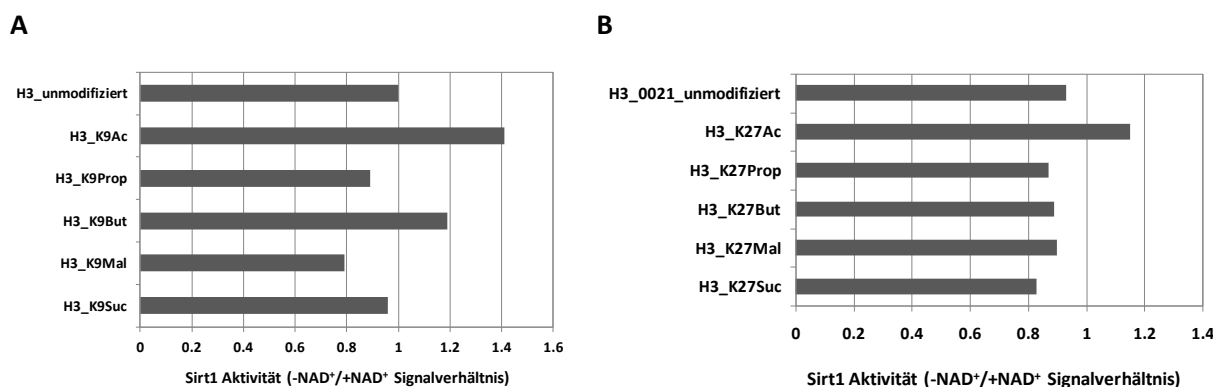 A
H3_unmodifiziert
H3_K9Ac
H3_K9Prop
H3_K9But
H3_K9Mal
H3_K9Suc
0 0.2 0.4 0.6 0.8 1 1.2 1.4 1.6
Sirt1 Aktivität (-NAD⁺/+NAD⁺ Signalverhältnis)
B
H3_0021_unmodifiziert
H3_K27Ac
H3_K27Prop
H3_K27But
H3_K27Mal
H3_K27Suc
0 0.2 0.4 0.6 0.8 1 1.2 1.4
Sirt1 Aktivität (-NAD⁺/+NAD⁺ Signalverhältnis)